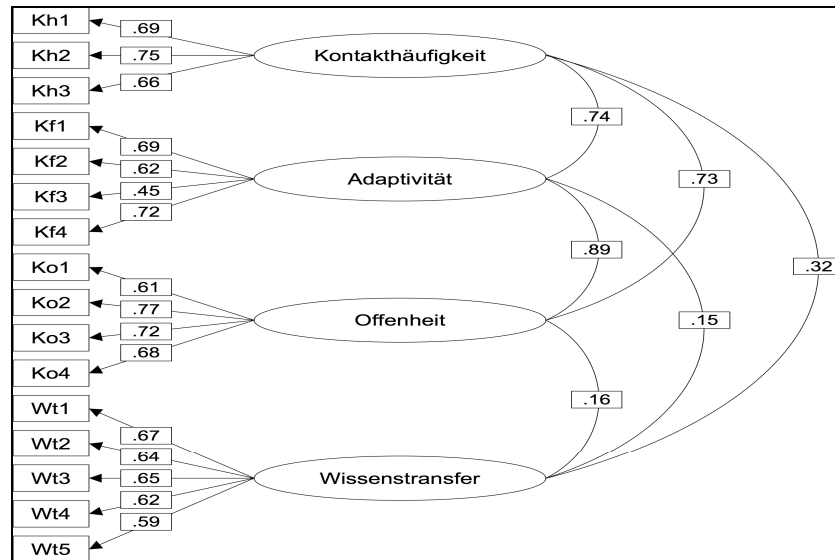 Kh1
.69
Kh2
.75
Kontakthäufigkeit
Kh3
.66
.74
Kf1
.69
Kf2
.62
Adaptivität
.73
Kf3
.45
Kf4
.72
.89
.32
Ko1
.61
Ko2
.77
Offenheit
.15
Ko3
.72
Ko4
.68
.16
Wt1
.67
Wt2
.64
Wt3
.65
Wissenstransfer
Wt4
.62
Wt5
.59